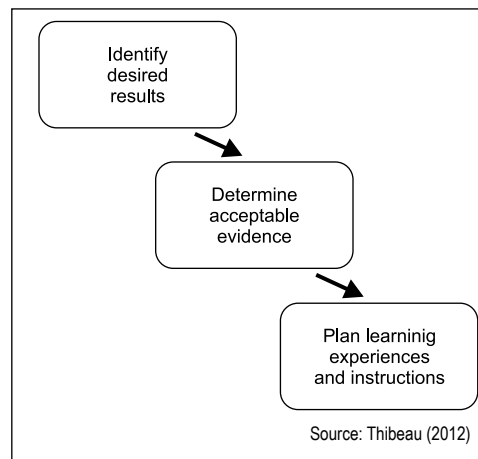 Identify
desired
results
Determine
acceptable
evidence
Plan learninig
experiences
and instructions
Source: Thibeau (2012)